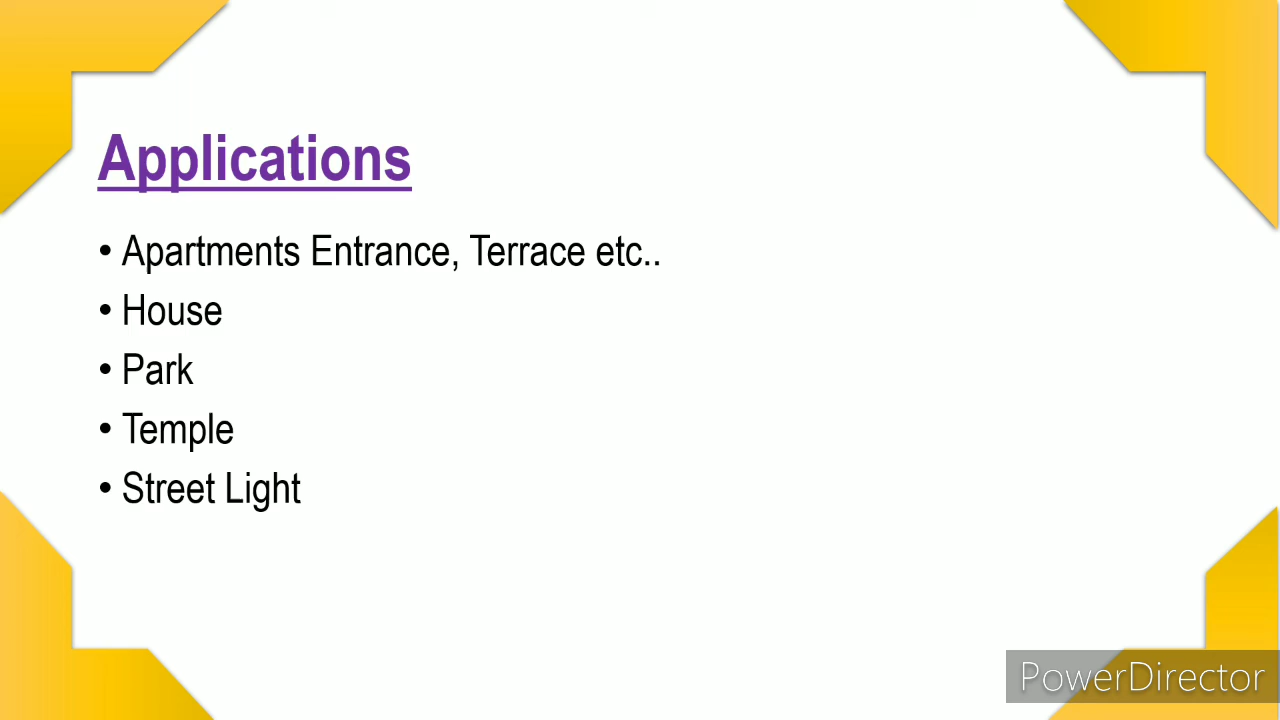 Applications
• Apartments Entrance, Terrace etc..
• House
• Park
• Temple
• Street Light
PowerDirector